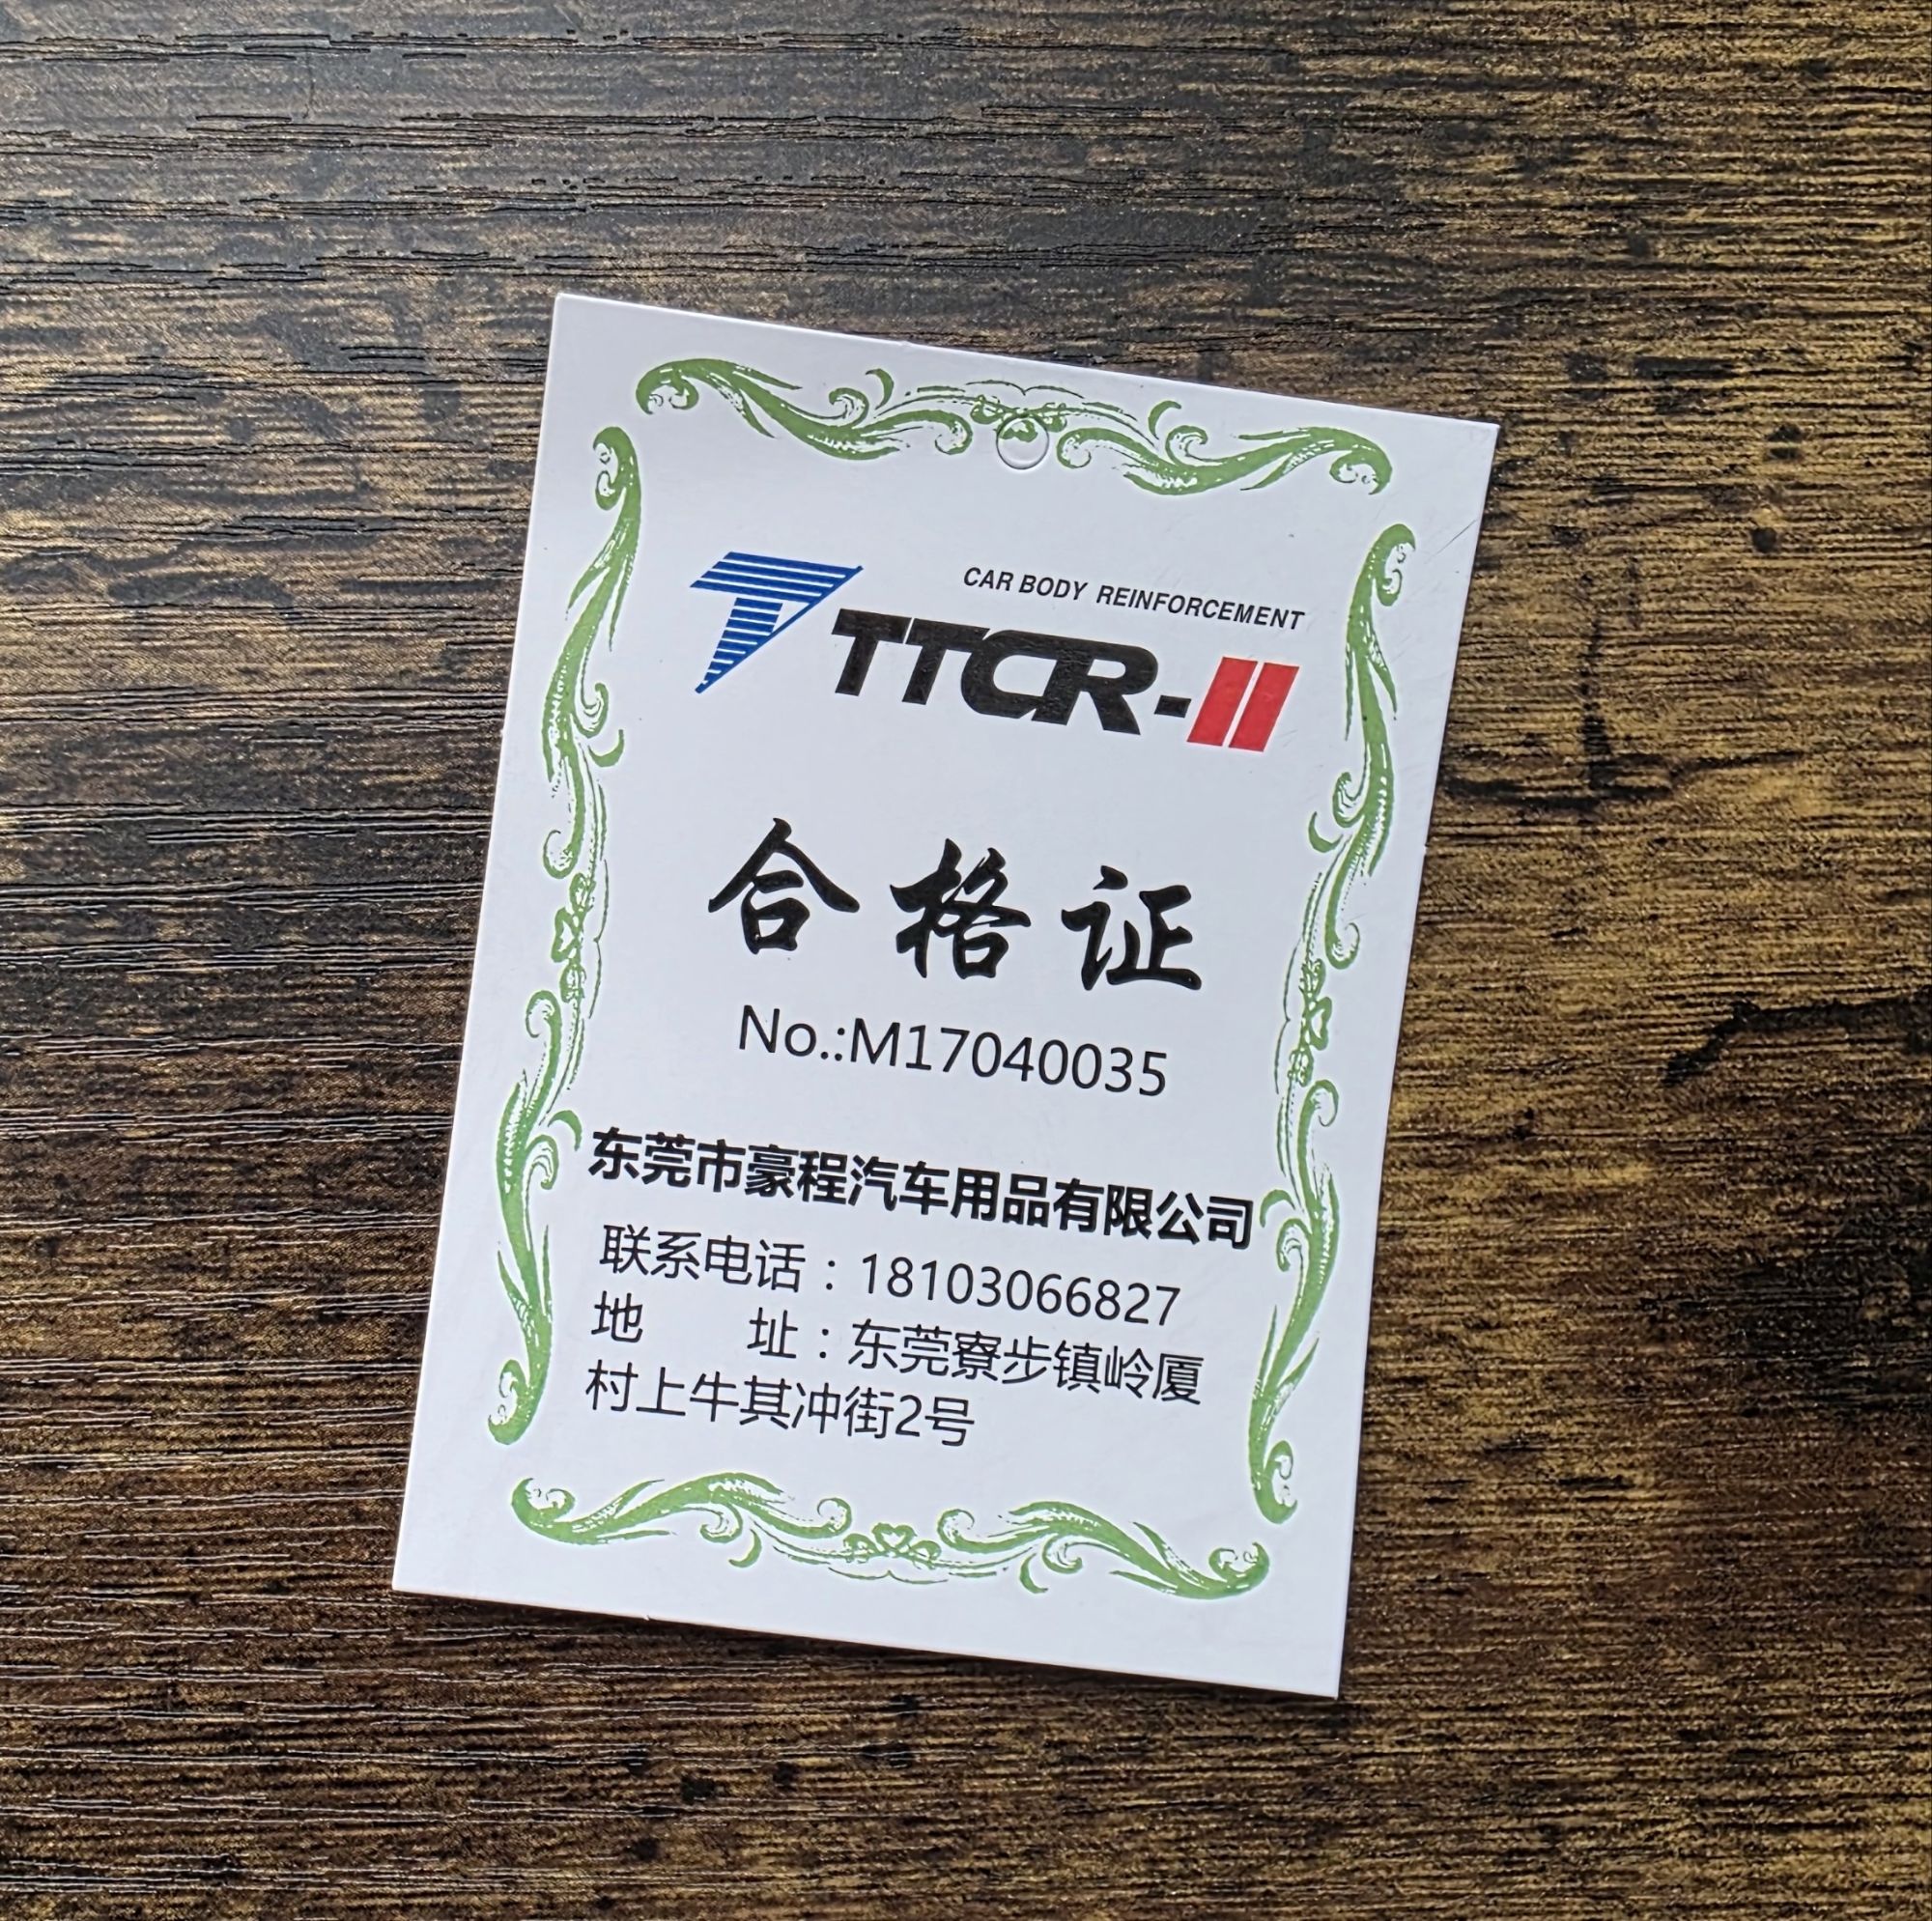 CAR BODY REINFORCEMENT
TTCR-II
合格证
No.:M17040035
东莞市豪程汽车用品有限公司
联系电话：18103066827
地　　址：东莞寮步镇岭厦
村上牛其冲街2号